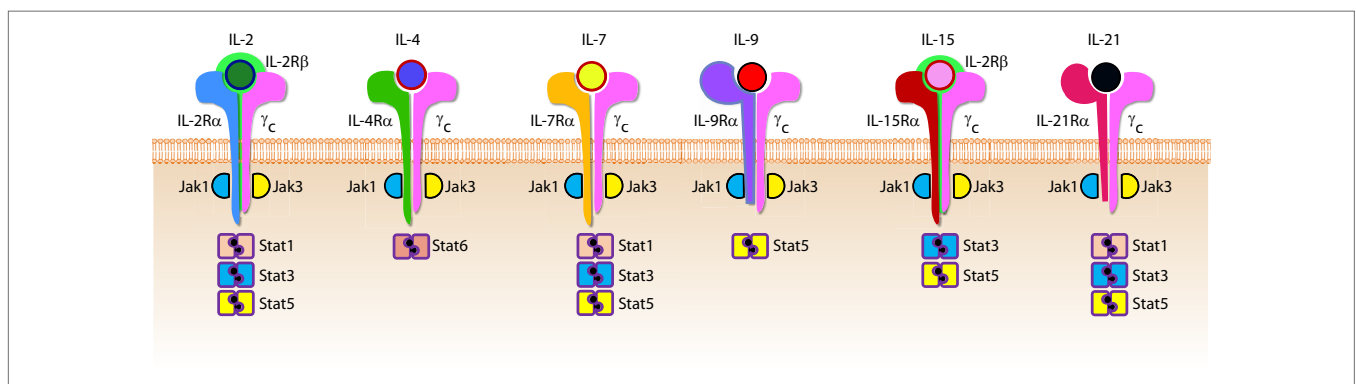 IL-2
IL-4
IL-7
IL-9
IL-15
IL-21
IL-2Rβ
IL-2Rβ
IL-2Rα
γc
IL-4Rα
γc
IL-7Rα
γc
IL-9Rα
γc
IL-15Rα
γc
IL-21Rα
γc
Jak1
Jak3
Jak1
Jak3
Jak1
Jak3
Jak1
Jak3
Jak1
Jak3
Jak1
Jak3
Stat1
Stat6
Stat1
Stat5
Stat3
Stat1
Stat3
Stat3
Stat5
Stat3
Stat5
Stat5
Stat5